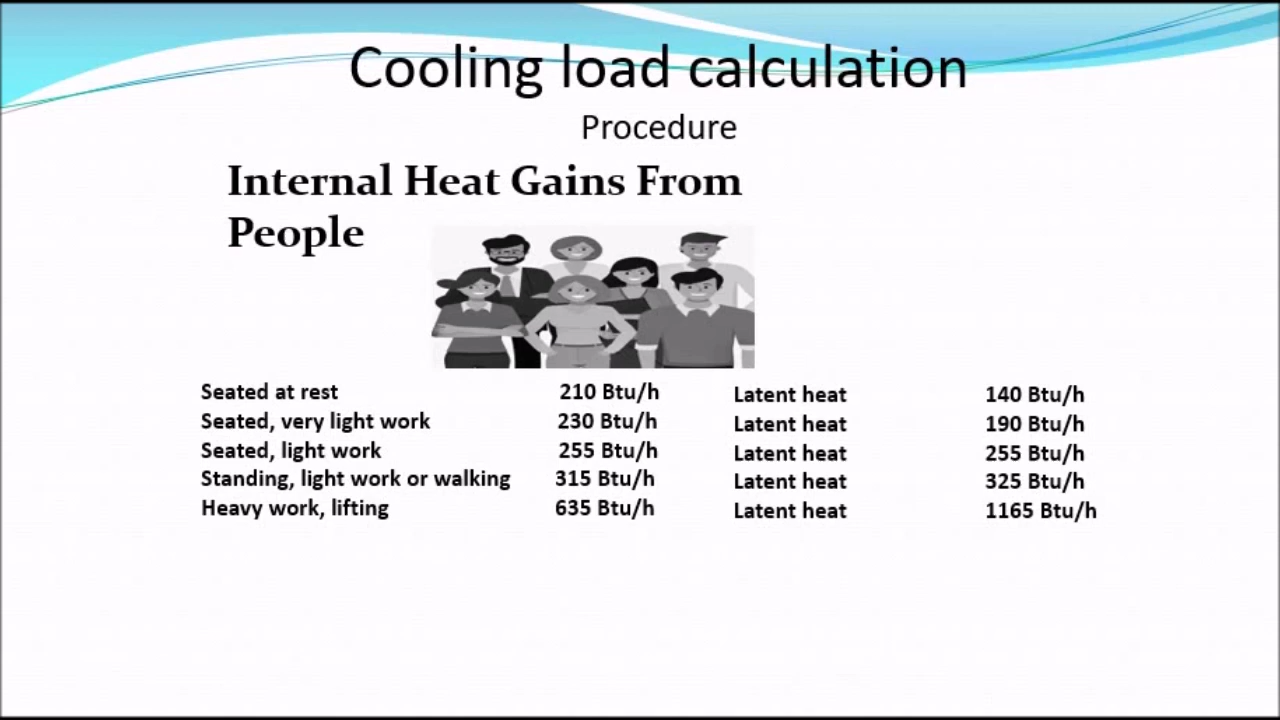 Cooling load calculation
Procedure
Internal Heat Gains From
People
Seated at rest 210 Btu/h Latent heat 140 Btu/h
Seated, very light work 230 Btu/h Latent heat 190 Btu/h
Seated, light work 255 Btu/h Latent heat 255 Btu/h
Standing, light work or walking 315 Btu/h Latent heat 325 Btu/h
Heavy work, lifting 635 Btu/h Latent heat 1165 Btu/h